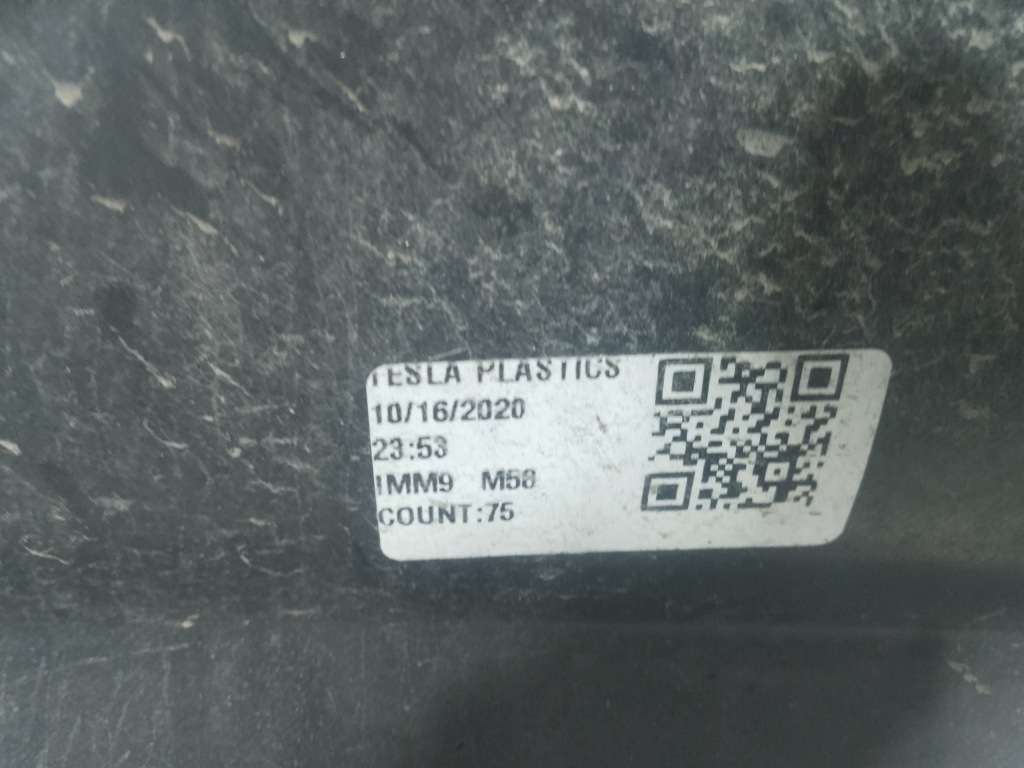 TESLA PLASTICS
10/16/2020
23:53
IMM9 M58
COUNT:75